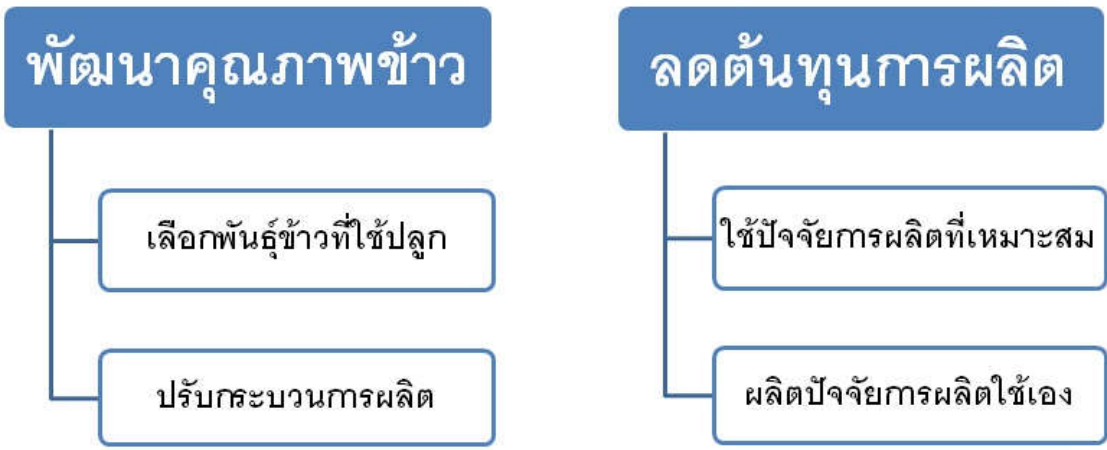 พัฒนาคุณภาพข้าว
เลือกพันธุ์ข้าวที่ใช้ปลูก
ปรับกระบวนการผลิต
ลดต้นทุนการผลิต
ใช้ปัจจัยการผลิตที่เหมาะสม
ผลิตปัจจัยการผลิตใช้เอง